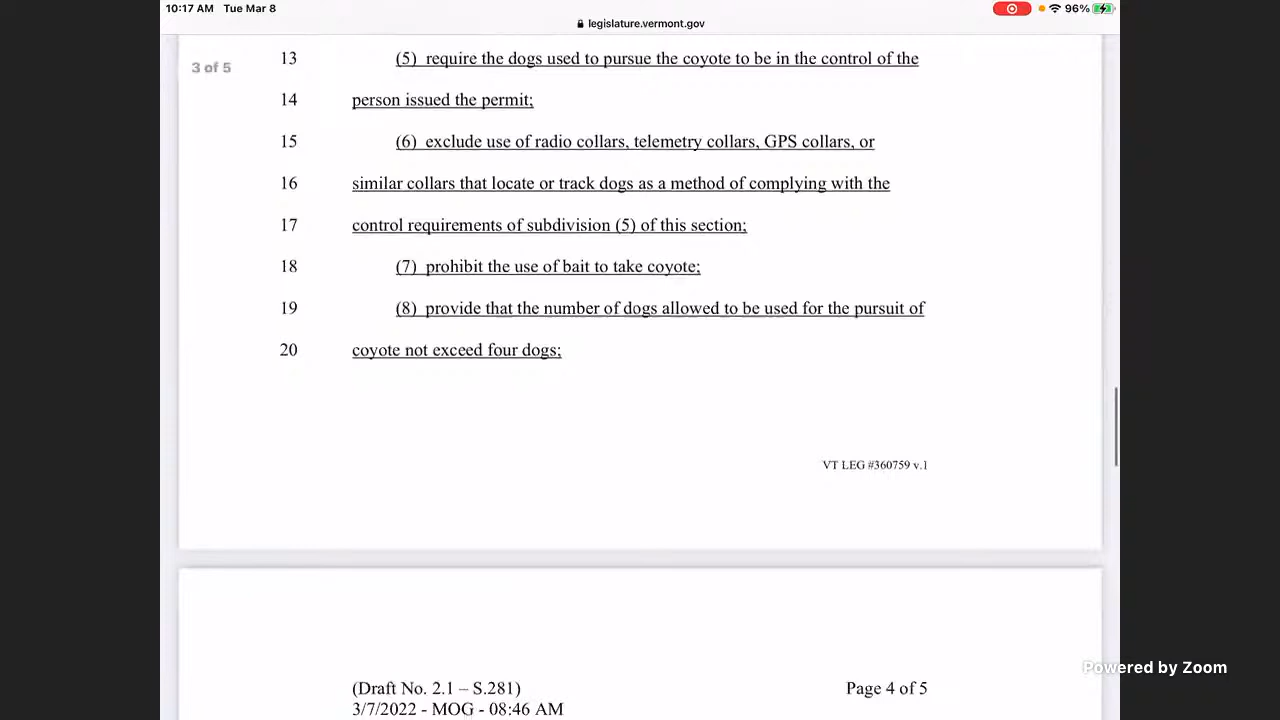 10:17 AM Tue Mar 8
96%
legislature.vermont.gov
3 of 5
13 (5) require the dogs used to pursue the coyote to be in the control of the
14 person issued the permit;
15 (6) exclude use of radio collars, telemetry collars, GPS collars, or
16 similar collars that locate or track dogs as a method of complying with the
17 control requirements of subdivision (5) of this section;
18 (7) prohibit the use of bait to take coyote;
19 (8) provide that the number of dogs allowed to be used for the pursuit of
20 coyote not exceed four dogs;
VT LEG #360759 v.1
Powered by Zoom
(Draft No. 2.1 – S.281) Page 4 of 5
3/7/2022 - MOG - 08:46 AM